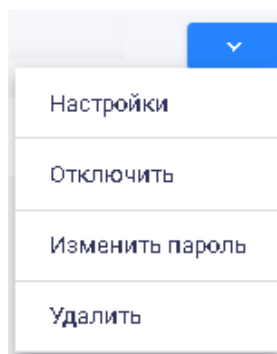 Настройки
Отключить
Изменить пароль
Удалить